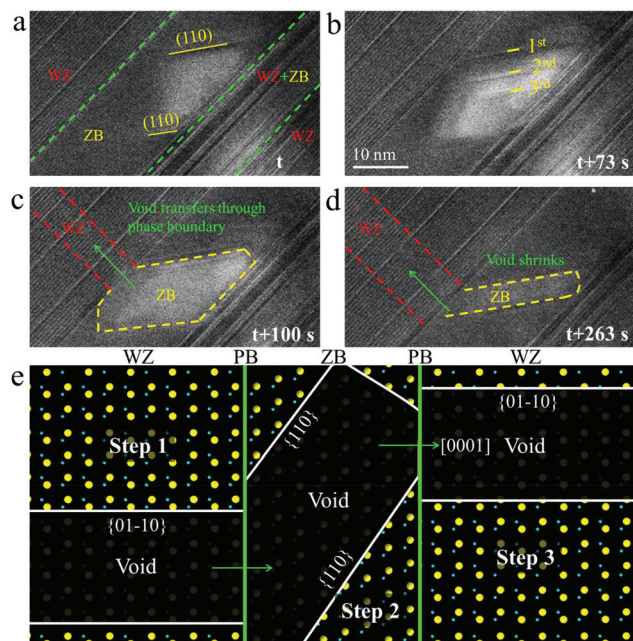 a
(110)
WZ
WZ+ZB
(110)
ZB
WZ
t
b
1st
2nd
3rd
10 nm
t+73 s
c
Void transfers through
phase boundary
WZ
ZB
t+100 s
d
WZ
Void shrinks
ZB
t+263 s
e
WZ PB ZB PB WZ
Step 1
{01-10}
Void
{110}
Void
{110}
Step 2
{01-10}
[0001] Void
Step 3